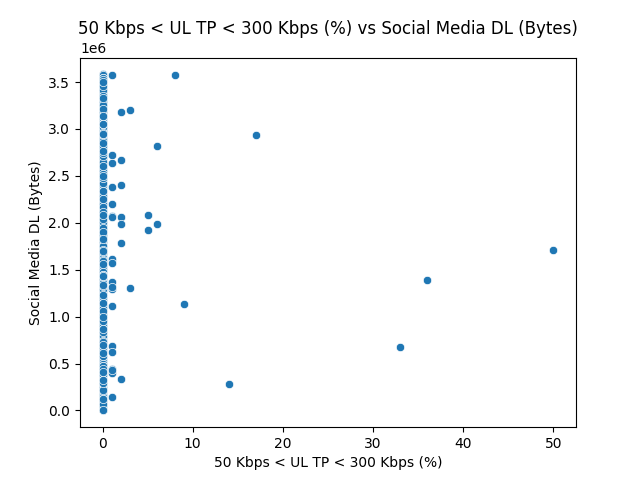 50 Kbps < UL TP < 300 Kbps (%) vs Social Media DL (Bytes)
1e6
3.5
3.0
2.5
2.0
1.5
1.0
0.5
0.0
Social Media DL (Bytes)
0 10 20 30 40 50
50 Kbps < UL TP < 300 Kbps (%)